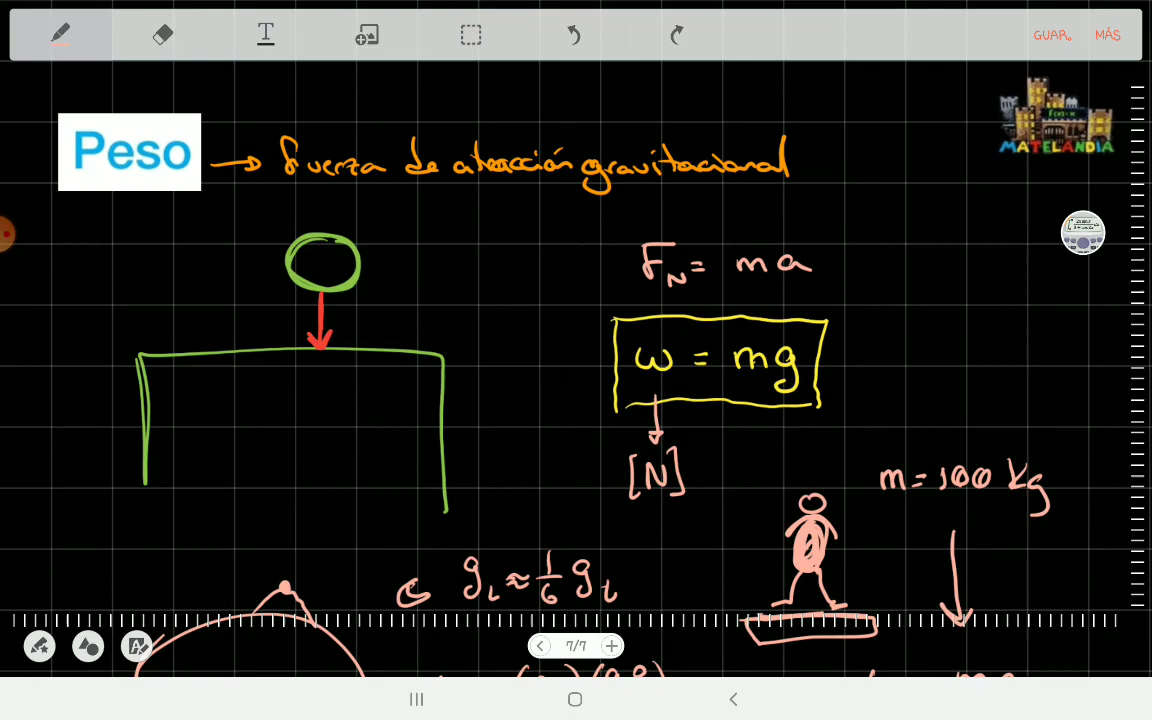 T
GUAR.
MÁS
F(X)=X
MATELANDIA
Peso → fuerza de atracción gravitacional
F_N = ma
w = mg
[N]
m = 100 kg
g_L ≈ 1/6 g_t
7/7